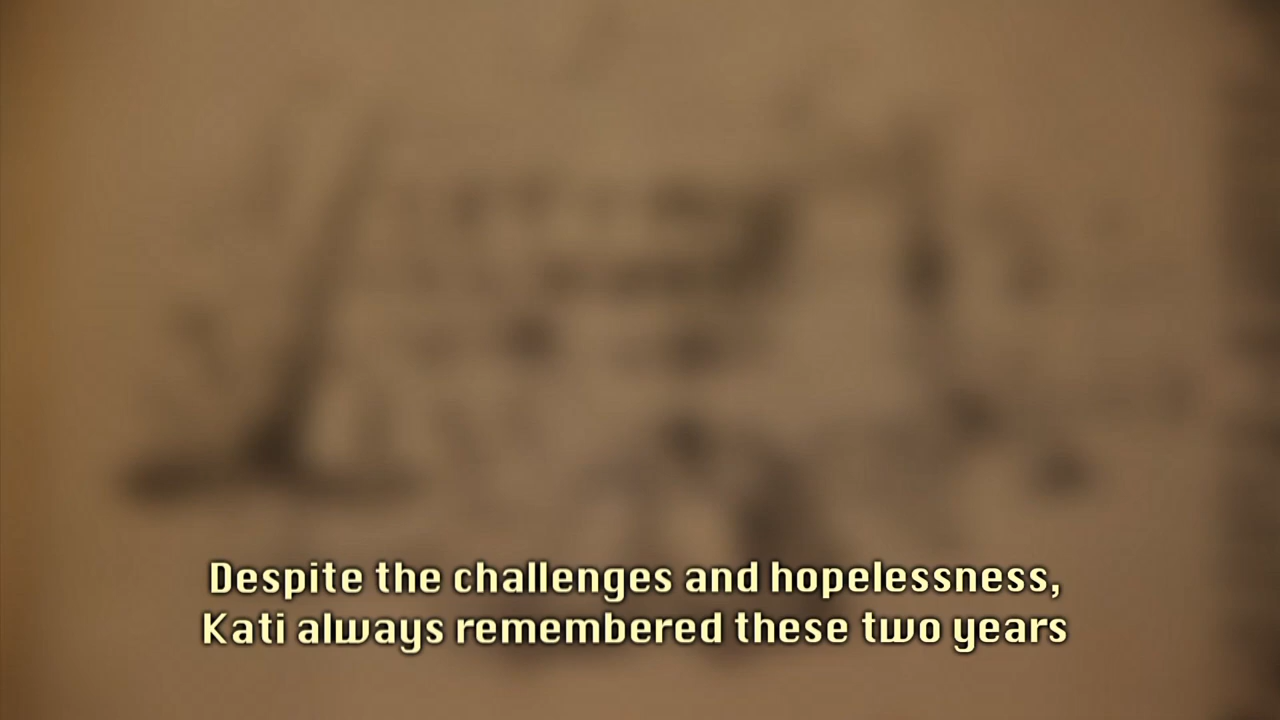 Despite the challenges and hopelessness,
Kati always remembered these two years